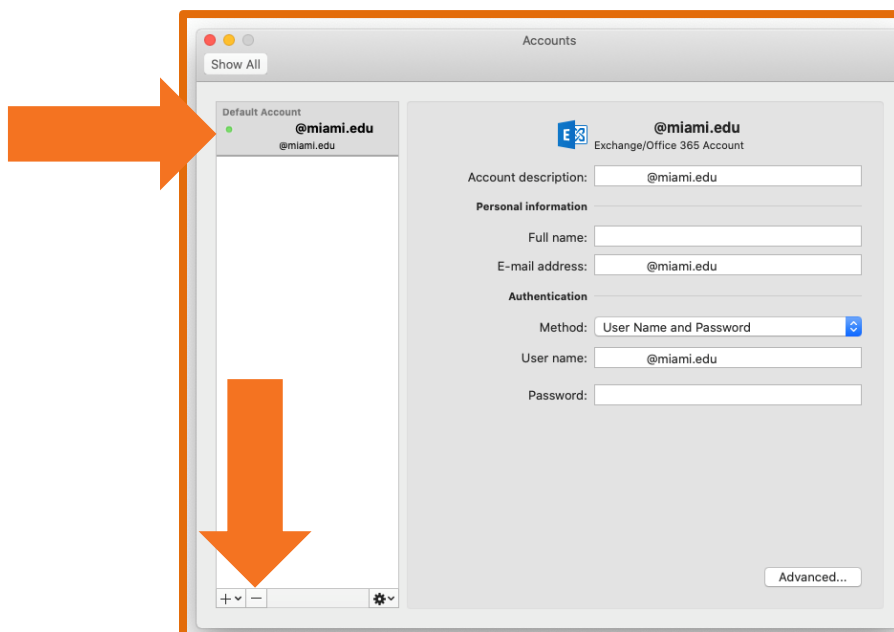 Accounts
Show All
Default Account
@miami.edu
@miami.edu
@miami.edu
Exchange/Office 365 Account
Account description: @miami.edu
Personal information
Full name:
E-mail address: @miami.edu
Authentication
Method: User Name and Password
User name: @miami.edu
Password:
Advanced...